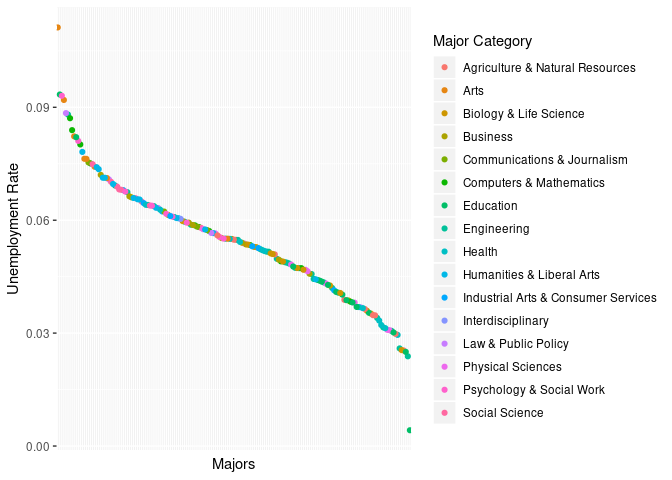 Major Category
Agriculture & Natural Resources
Arts
Biology & Life Science
Business
Communications & Journalism
Computers & Mathematics
Education
Engineering
Health
Humanities & Liberal Arts
Industrial Arts & Consumer Services
Interdisciplinary
Law & Public Policy
Physical Sciences
Psychology & Social Work
Social Science
Unemployment Rate
0.09
0.06
0.03
0.00
Majors